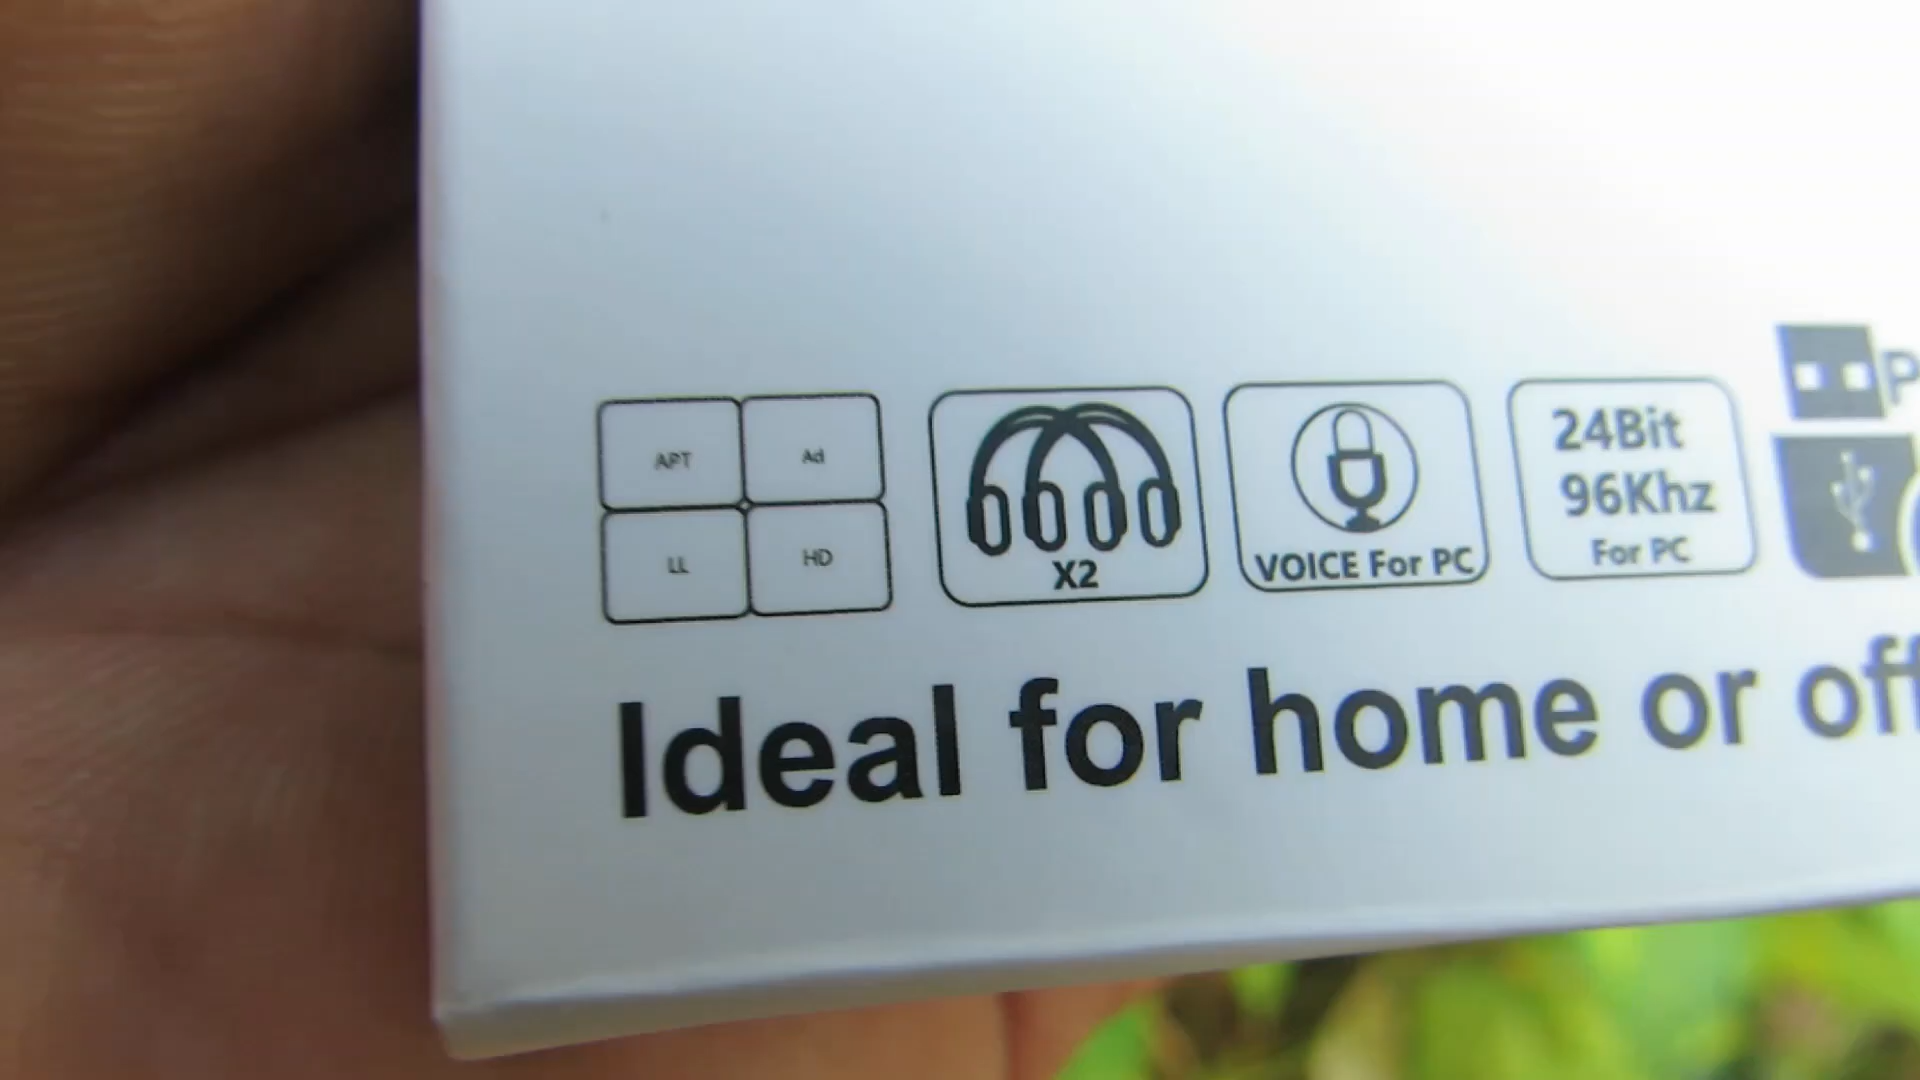 APT Ad
LL HD
X2
VOICE For PC
24Bit
96Khz
For PC
Ideal for home or